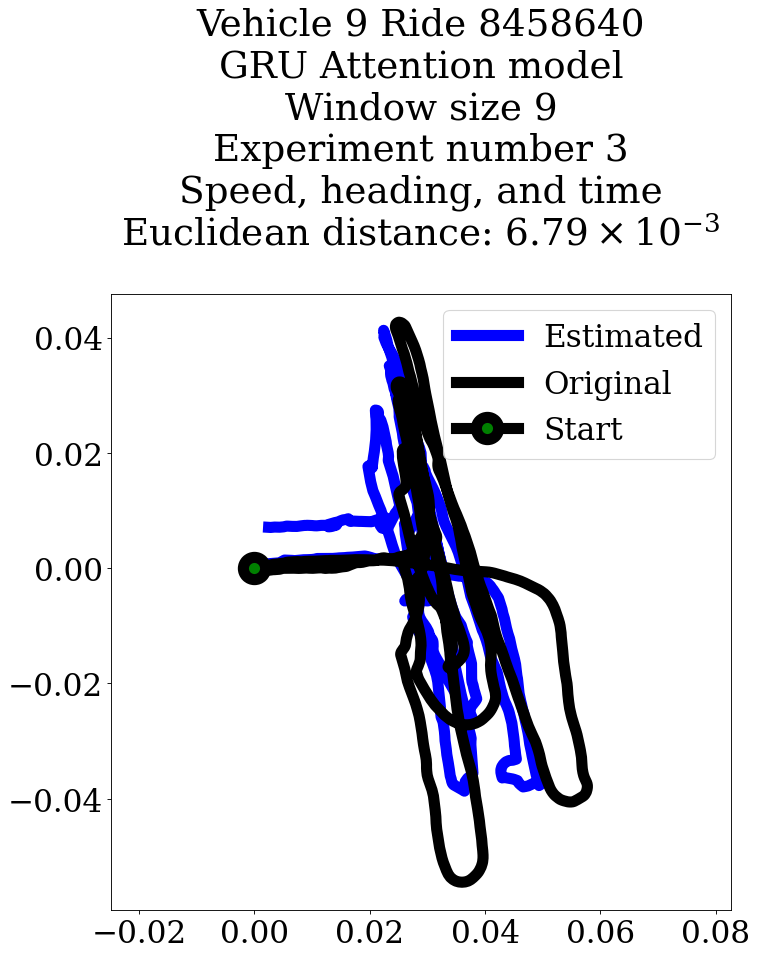 Vehicle 9 Ride 8458640
GRU Attention model
Window size 9
Experiment number 3
Speed, heading, and time
Euclidean distance: 6.79 × 10⁻³
Estimated
Original
Start
0.04
0.02
0.00
−0.02
−0.04
−0.02 0.00 0.02 0.04 0.06 0.08